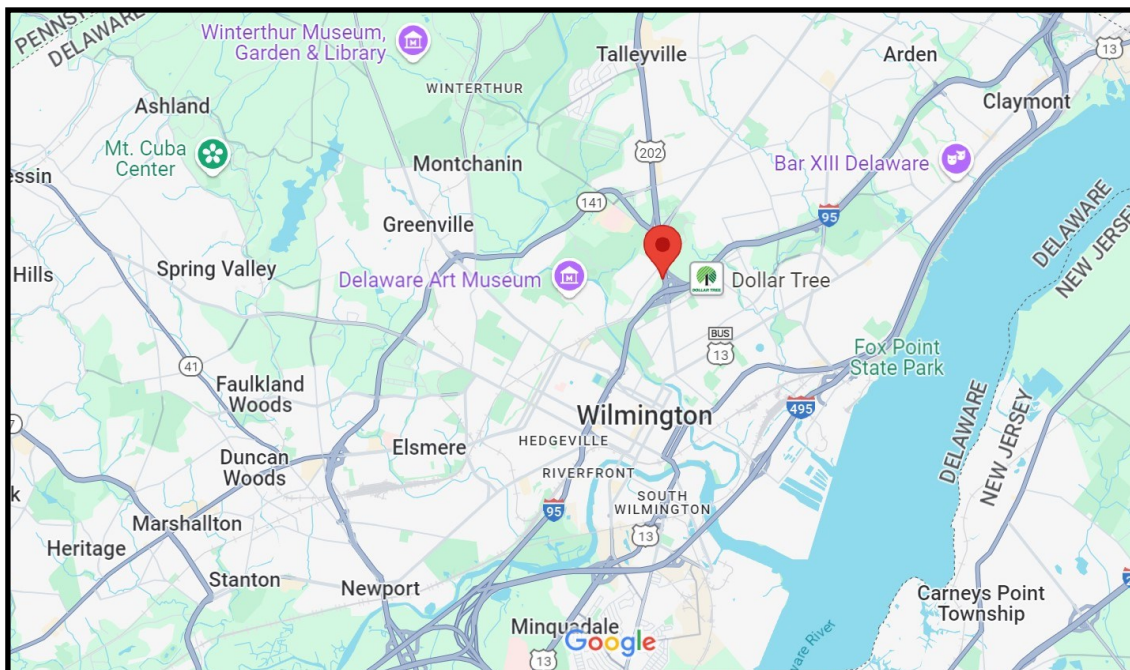 PENNSY
DELAWARE
Winterthur Museum,
Garden & Library
Talleyville
Arden
13
Claymont
WINTERTHUR
Ashland
Mt. Cuba
Center
Montchanin
202
Bar XIII Delaware
essin
141
95
DELAWARE
NEW JERSEY
Greenville
Hills
Spring Valley
Delaware Art Museum
DOLLAR TREE
Dollar Tree
BUS
13
Fox Point
State Park
41
Faulkland
Woods
Wilmington
495
DELAWARE
NEW JERSEY
7
Elsmere
HEDGEVILLE
Duncan
Woods
RIVERFRONT
k
SOUTH
WILMINGTON
95
Marshallton
13
Heritage
Stanton
Newport
Carneys Point
Township
Minquadale
Google
13
ware River